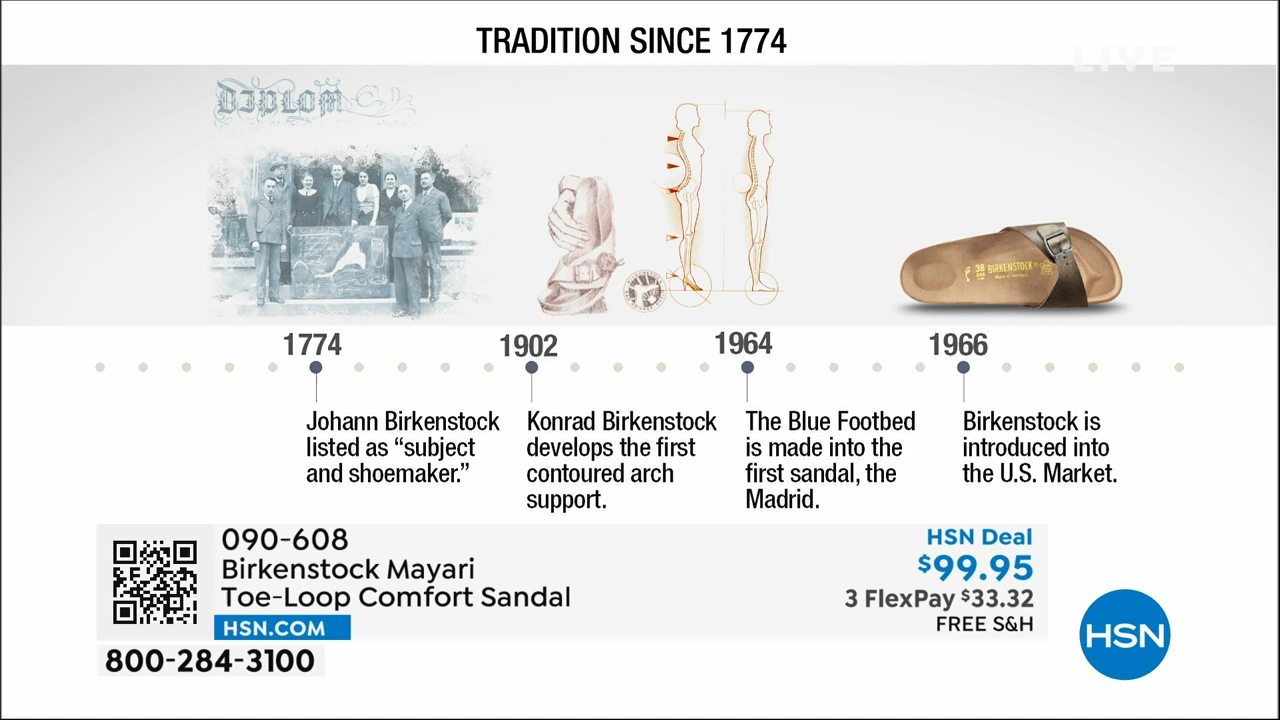 TRADITION SINCE 1774
LIVE
Diplom
38
BIRKENSTOCK
1774
1902
1964
1966
Johann Birkenstock
listed as “subject
and shoemaker.”
Konrad Birkenstock
develops the first
contoured arch
support.
The Blue Footbed
is made into the
first sandal, the
Madrid.
Birkenstock is
introduced into
the U.S. Market.
090-608
Birkenstock Mayari
Toe-Loop Comfort Sandal
HSN.COM
800-284-3100
HSN Deal
$99.95
3 FlexPay $33.32
FREE S&H
HSN